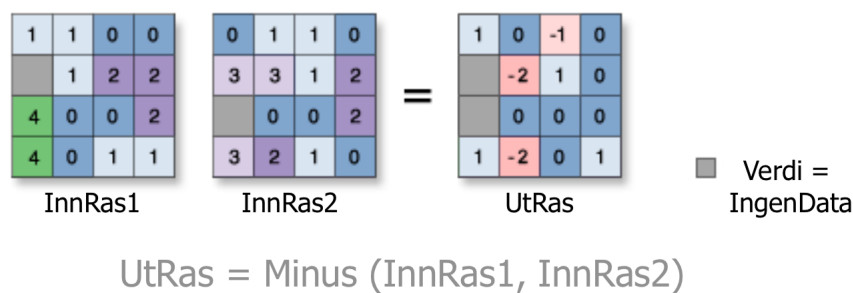 1 1 0 0 0 1 1 0 1 0 -1 0
1 2 2 3 3 1 2 = -2 1 0
4 0 0 2 0 0 2 0 0 0
4 0 1 1 3 2 1 0 1 -2 0 1
Verdi =
InnRas1 InnRas2 UtRas IngenData
UtRas = Minus (InnRas1, InnRas2)